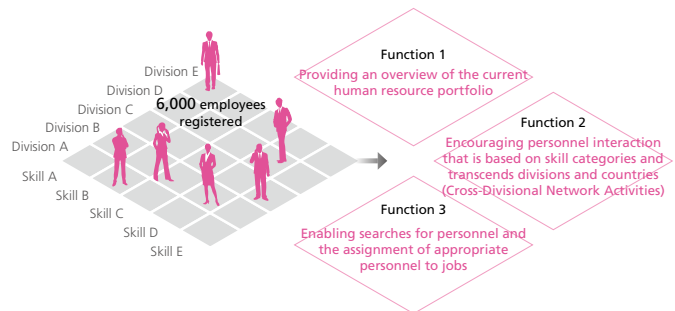 Division E
Division D
Division C
Division B
Division A
Skill A
Skill B
Skill C
Skill D
Skill E
6,000 employees
registered
Function 1
Providing an overview of the current
human resource portfolio
Function 2
Encouraging personnel interaction
that is based on skill categories and
transcends divisions and countries
(Cross-Divisional Network Activities)
Function 3
Enabling searches for personnel and
the assignment of appropriate
personnel to jobs